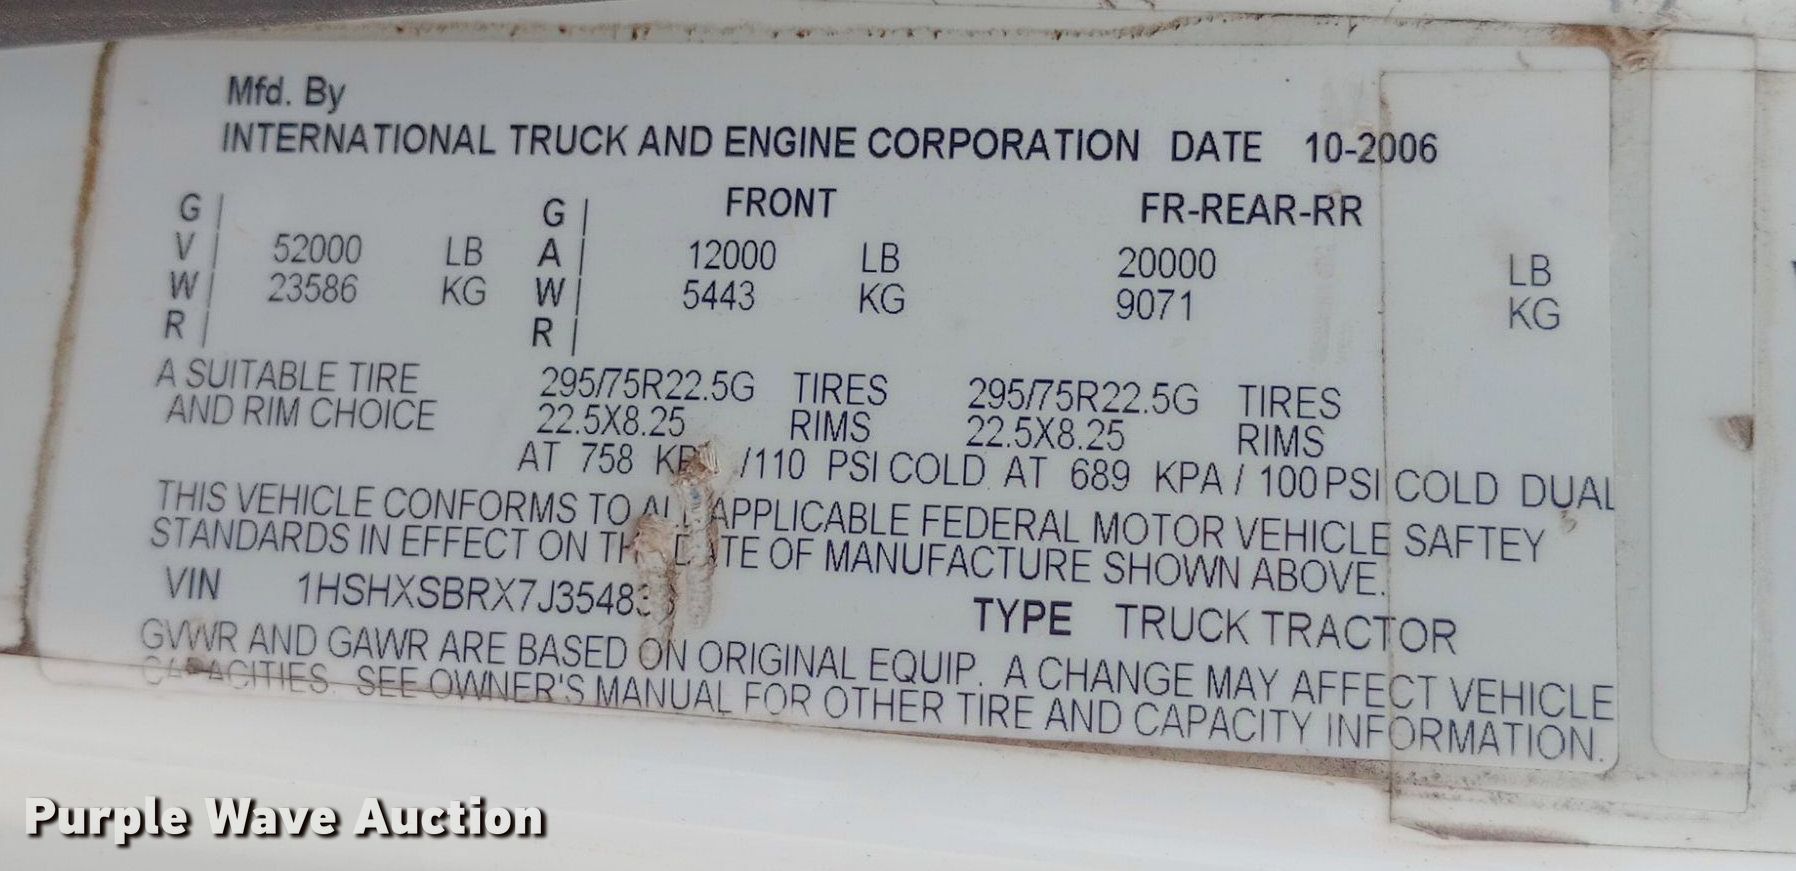 Mfd. By
INTERNATIONAL TRUCK AND ENGINE CORPORATION DATE 10-2006
G FRONT FR-REAR-RR
V 52000 LB G 12000 LB 20000 LB
W 23586 KG A 5443 KG 9071 KG
R W
R
A SUITABLE TIRE 295/75R22.5G TIRES 295/75R22.5G TIRES
AND RIM CHOICE 22.5X8.25 RIMS 22.5X8.25 RIMS
AT 758 /110 PSI COLD AT 689 KPA / 100 PSI COLD DUAL
THIS VEHICLE CONFORMS TO ALL APPLICABLE FEDERAL MOTOR VEHICLE SAFTEY
STANDARDS IN EFFECT ON THE DATE OF MANUFACTURE SHOWN ABOVE.
VIN TYPE TRUCK TRACTOR
GVWR AND GAWR ARE BASED ON ORIGINAL EQUIP. A CHANGE MAY AFFECT VEHICLE
CAPACITIES. SEE OWNER'S MANUAL FOR OTHER TIRE AND CAPACITY INFORMATION.
Purple Wave Auction